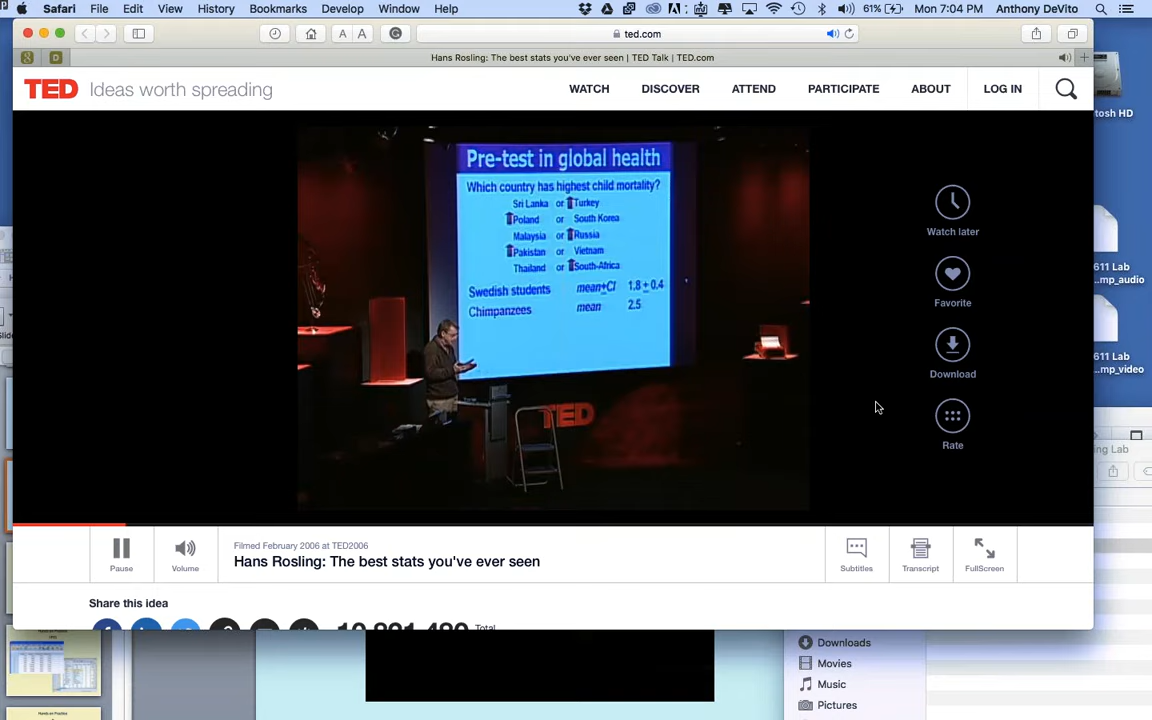 Safari File Edit View History Bookmarks Develop Window Help 61% Mon 7:04 PM Anthony DeVito
ted.com
Hans Rosling: The best stats you've ever seen | TED Talk | TED.com
TED Ideas worth spreading WATCH DISCOVER ATTEND PARTICIPATE ABOUT LOG IN
tosh HD
Pre-test in global health
Which country has highest child mortality?
Sri Lanka or Turkey
Poland or South Korea
Malaysia or Russia
Pakistan or Vietnam
Thailand or South-Africa
Swedish students mean+CI 1.8 ± 0.4
Chimpanzees mean 2.5
TED
Watch later
Favorite
Download
Rate
611 Lab
...mp_audio
611 Lab
...mp_video
ing Lab
Pause Volume
Filmed February 2006 at TED2006
Hans Rosling: The best stats you've ever seen
Subtitles Transcript FullScreen
Share this idea
Total
Downloads
Movies
Music
Pictures